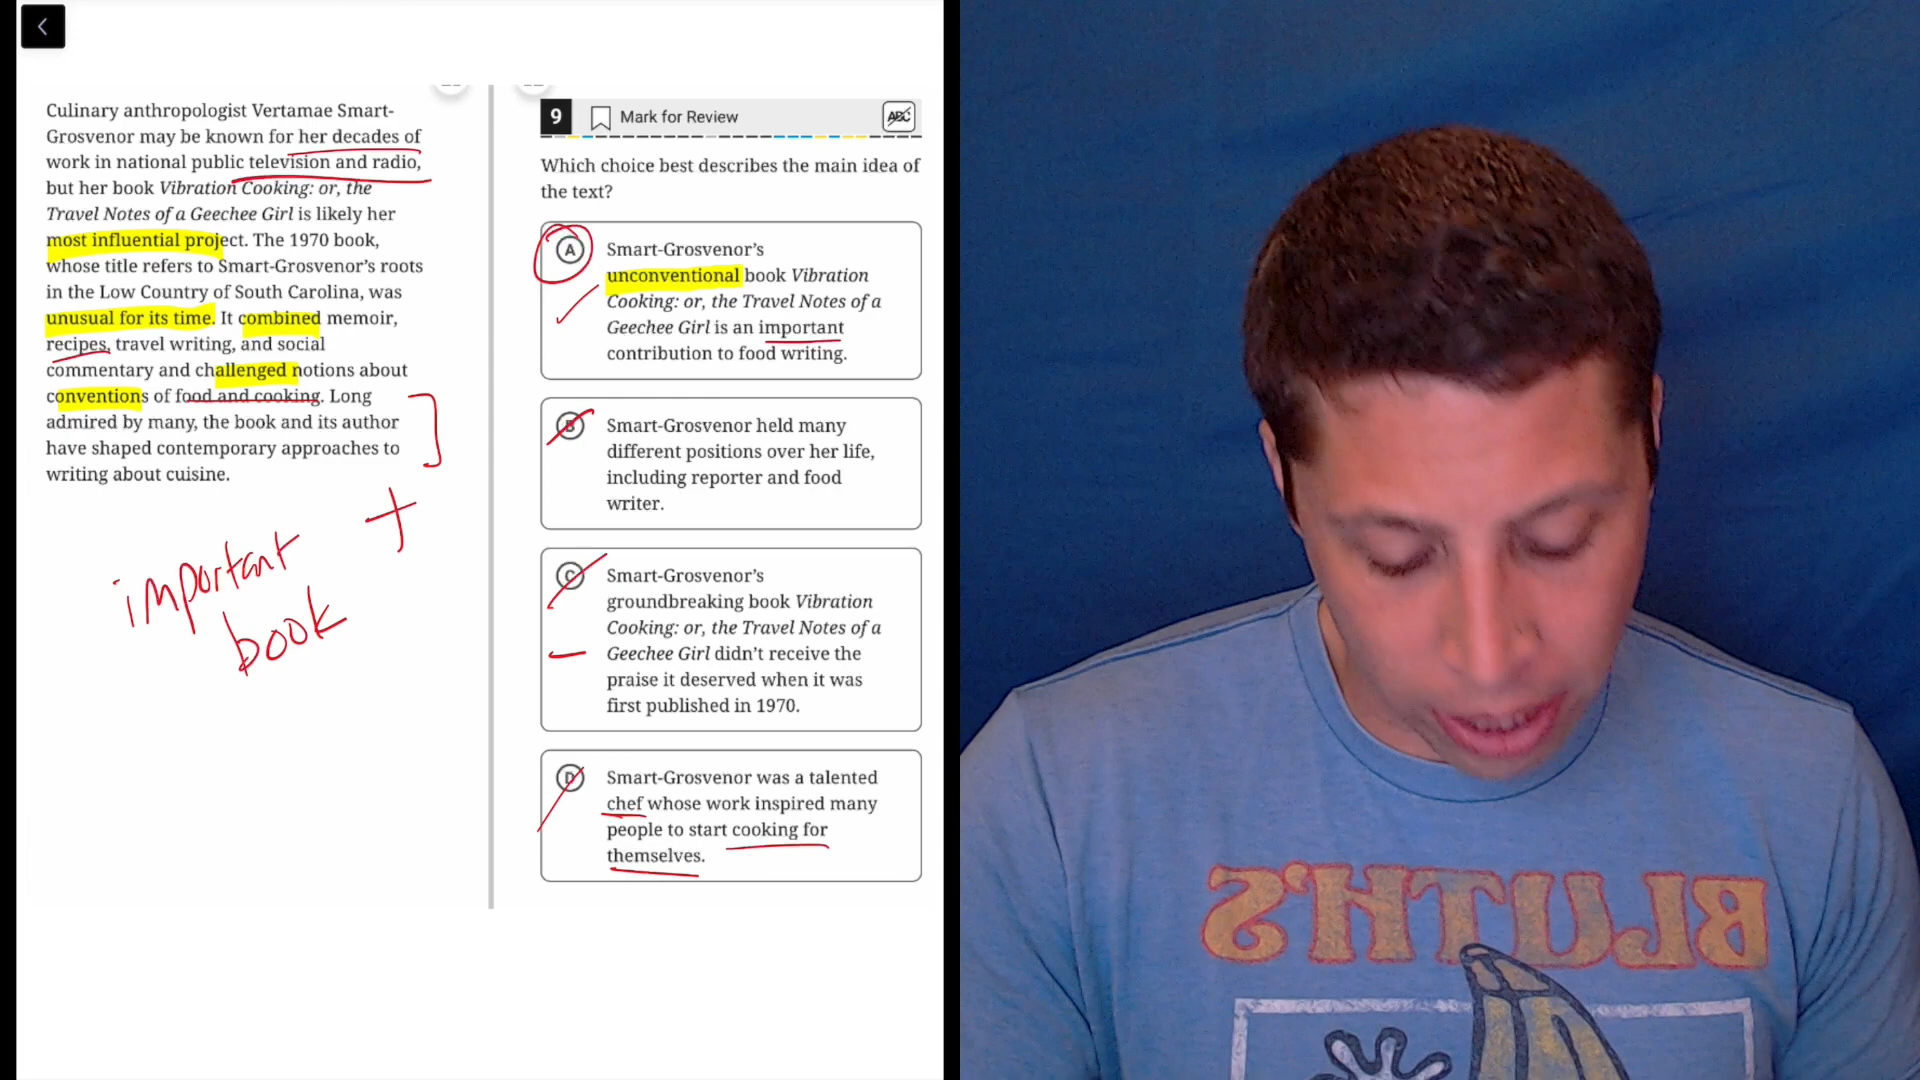 Culinary anthropologist Vertamae Smart-
Grosvenor may be known for her decades of
work in national public television and radio,
but her book Vibration Cooking: or, the
Travel Notes of a Geechee Girl is likely her
most influential project. The 1970 book,
whose title refers to Smart-Grosvenor’s roots
in the Low Country of South Carolina, was
unusual for its time. It combined memoir,
recipes, travel writing, and social
commentary and challenged notions about
conventions of food and cooking. Long
admired by many, the book and its author
have shaped contemporary approaches to
writing about cuisine.
important
book
9 Mark for Review ABC
Which choice best describes the main idea of
the text?
A Smart-Grosvenor’s
unconventional book Vibration
Cooking: or, the Travel Notes of a
Geechee Girl is an important
contribution to food writing.
B Smart-Grosvenor held many
different positions over her life,
including reporter and food
writer.
C Smart-Grosvenor’s
groundbreaking book Vibration
Cooking: or, the Travel Notes of a
Geechee Girl didn’t receive the
praise it deserved when it was
first published in 1970.
D Smart-Grosvenor was a talented
chef whose work inspired many
people to start cooking for
themselves.
BLUTH'S